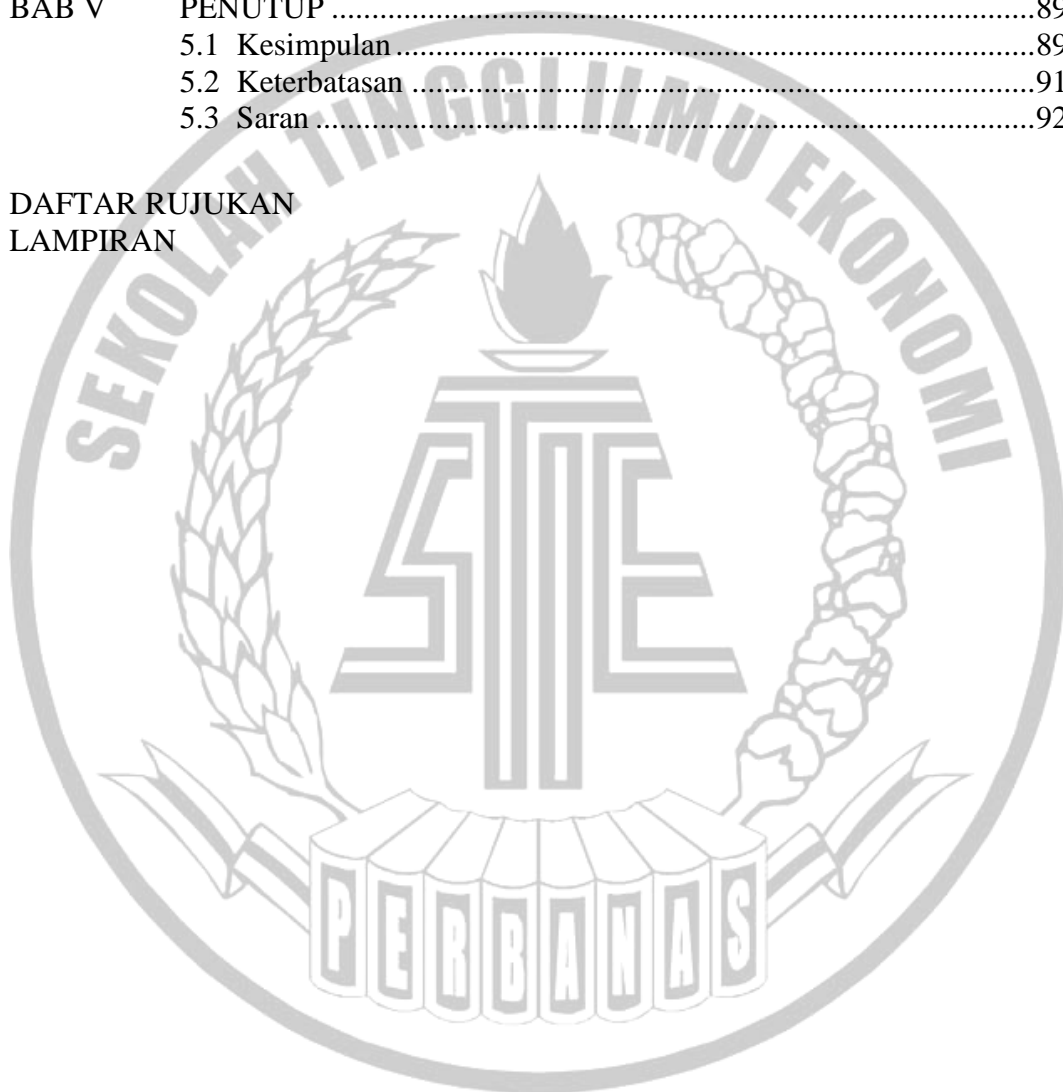 BAB V PENUTUP ................................................................................89
5.1 Kesimpulan ................................................................................89
5.2 Keterbatasan ................................................................................91
5.3 Saran ................................................................................92
DAFTAR RUJUKAN
LAMPIRAN
SEKOLAH TINGGI ILMU EKONOMI
STIE
PERBANAS